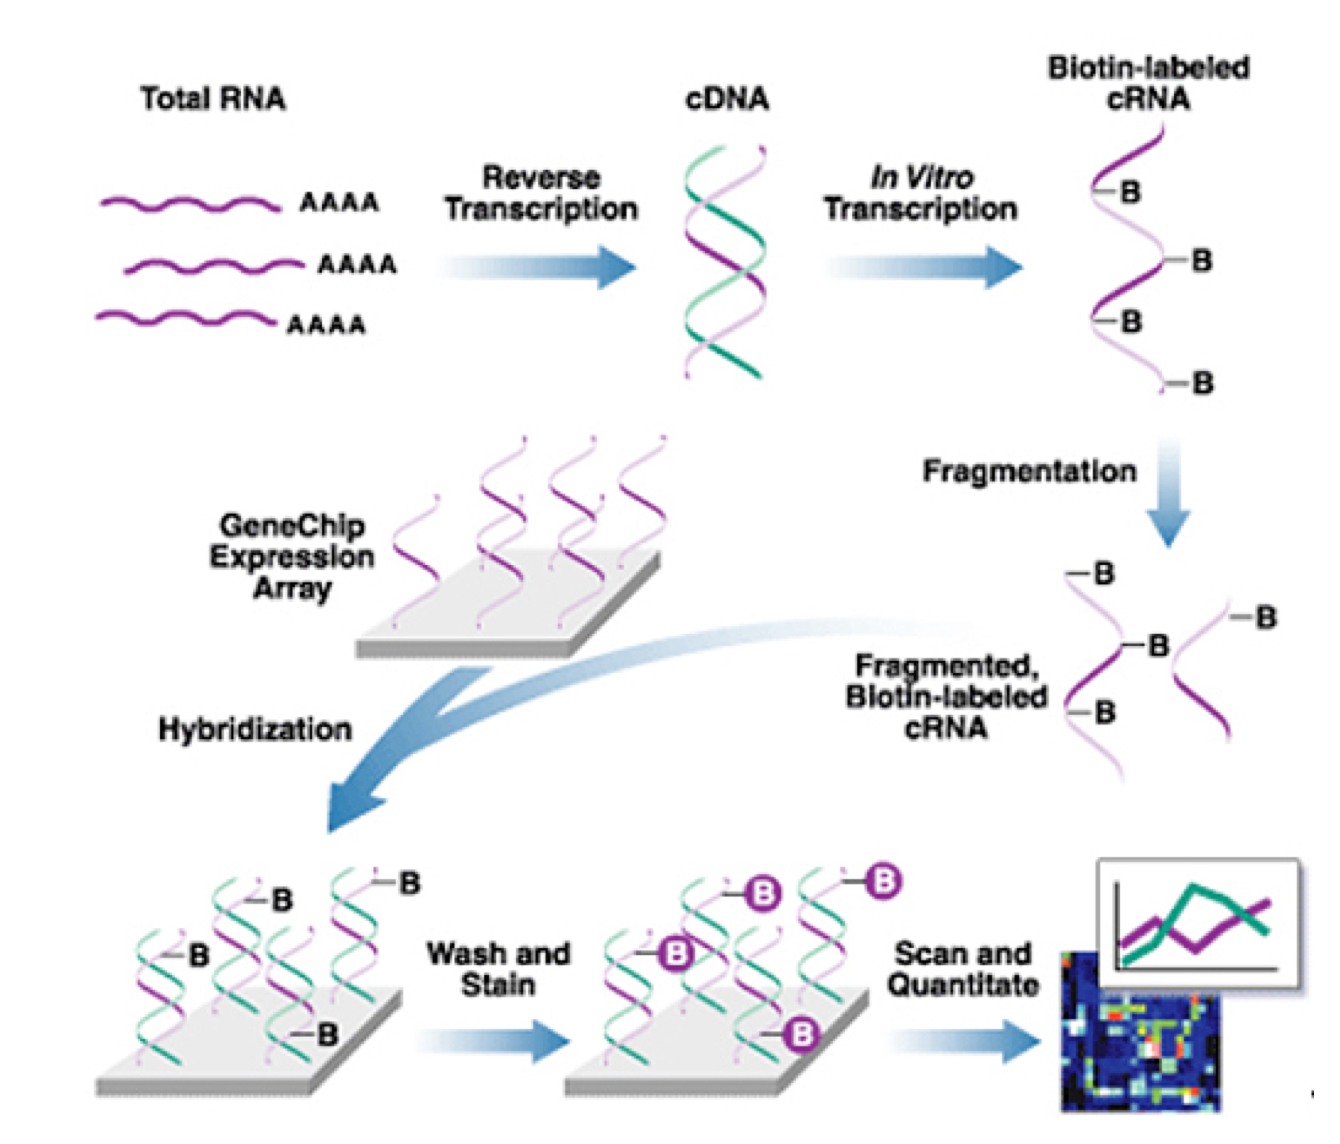 Total RNA
cDNA
Biotin-labeled
cRNA
AAAA
AAAA
AAAA
Reverse
Transcription
In Vitro
Transcription
B
B
B
B
Fragmentation
GeneChip
Expression
Array
B
B
B
B
Fragmented,
Biotin-labeled
cRNA
Hybridization
B
B
B
B
Wash and
Stain
B
B
B
B
Scan and
Quantitate